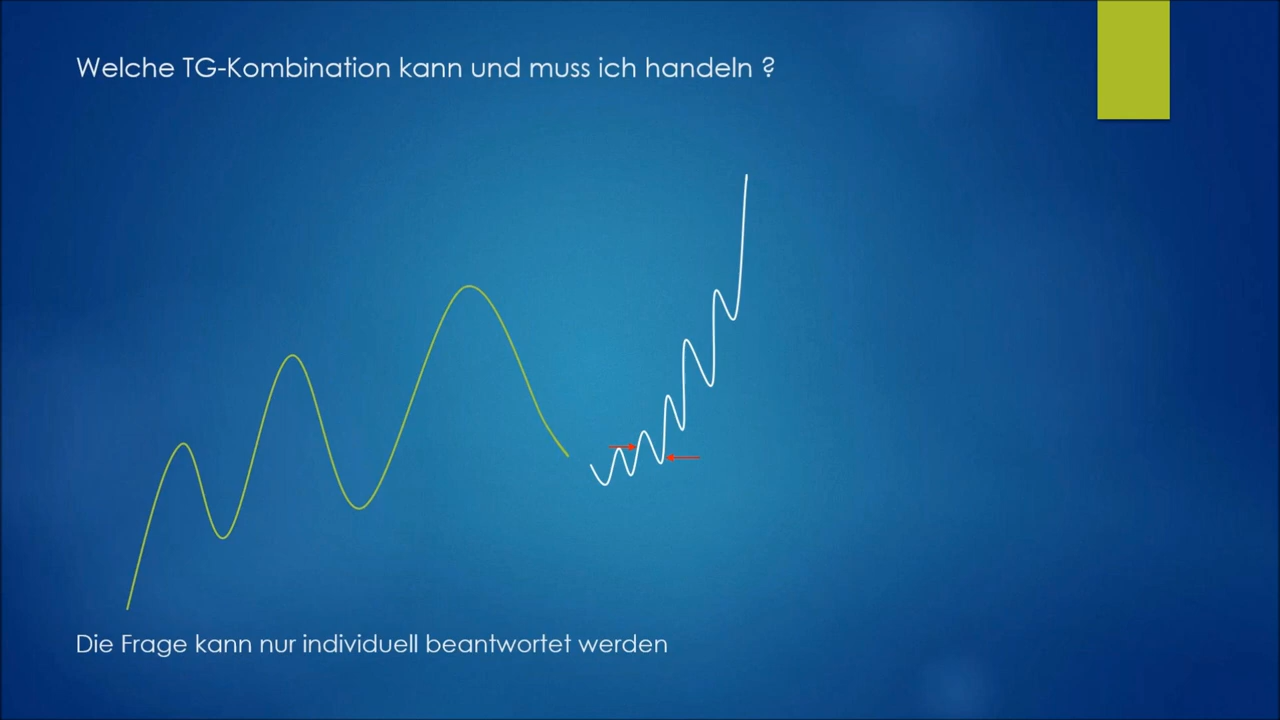 Welche TG-Kombination kann und muss ich handeln ?
Die Frage kann nur individuell beantwortet werden